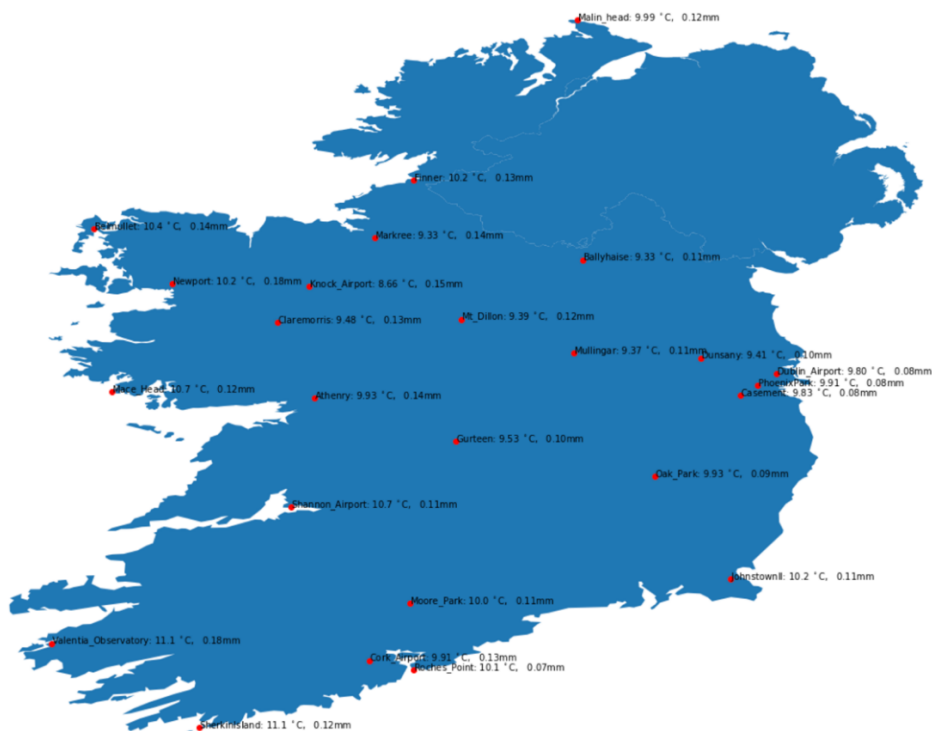 Malin_head: 9.99 ˚C, 0.12mm
Finner: 10.2 ˚C, 0.13mm
Belmullet: 10.4 ˚C, 0.14mm
Markree: 9.33 ˚C, 0.14mm
Ballyhaise: 9.33 ˚C, 0.11mm
Newport: 10.2 ˚C, 0.18mm
Knock_Airport: 8.66 ˚C, 0.15mm
Claremorris: 9.48 ˚C, 0.13mm
Mt_Dillon: 9.39 ˚C, 0.12mm
Mullingar: 9.37 ˚C, 0.11mm
Dunsany: 9.41 ˚C, 0.10mm
Dublin_Airport: 9.80 ˚C, 0.08mm
PhoenixPark: 9.91 ˚C, 0.08mm
Casement: 9.83 ˚C, 0.08mm
Mace_Head: 10.7 ˚C, 0.12mm
Athenry: 9.93 ˚C, 0.14mm
Gurteen: 9.53 ˚C, 0.10mm
Oak_Park: 9.93 ˚C, 0.09mm
Shannon_Airport: 10.7 ˚C, 0.11mm
JohnstownII: 10.2 ˚C, 0.11mm
Moore_Park: 10.0 ˚C, 0.11mm
Valentia_Observatory: 11.1 ˚C, 0.18mm
Cork_Airport: 9.91 ˚C, 0.13mm
Roches_Point: 10.1 ˚C, 0.07mm
SherkinIsland: 11.1 ˚C, 0.12mm